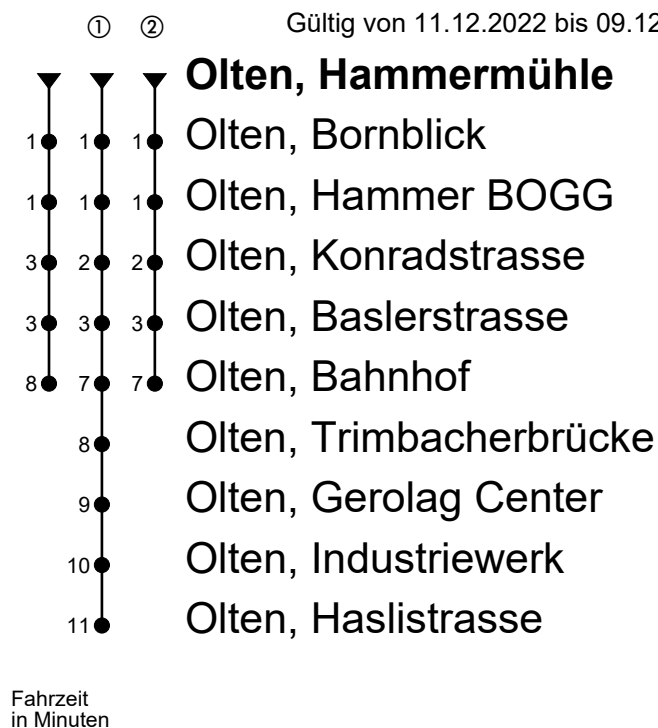 ① ② Gültig von 11.12.2022 bis 09.12
Olten, Hammermühle
1 1 1 Olten, Bornblick
1 1 1 Olten, Hammer BOGG
3 2 2 Olten, Konradstrasse
3 3 3 Olten, Baslerstrasse
8 7 7 Olten, Bahnhof
8 Olten, Trimbacherbrücke
9 Olten, Gerolag Center
10 Olten, Industriewerk
11 Olten, Haslistrasse
Fahrzeit
in Minuten